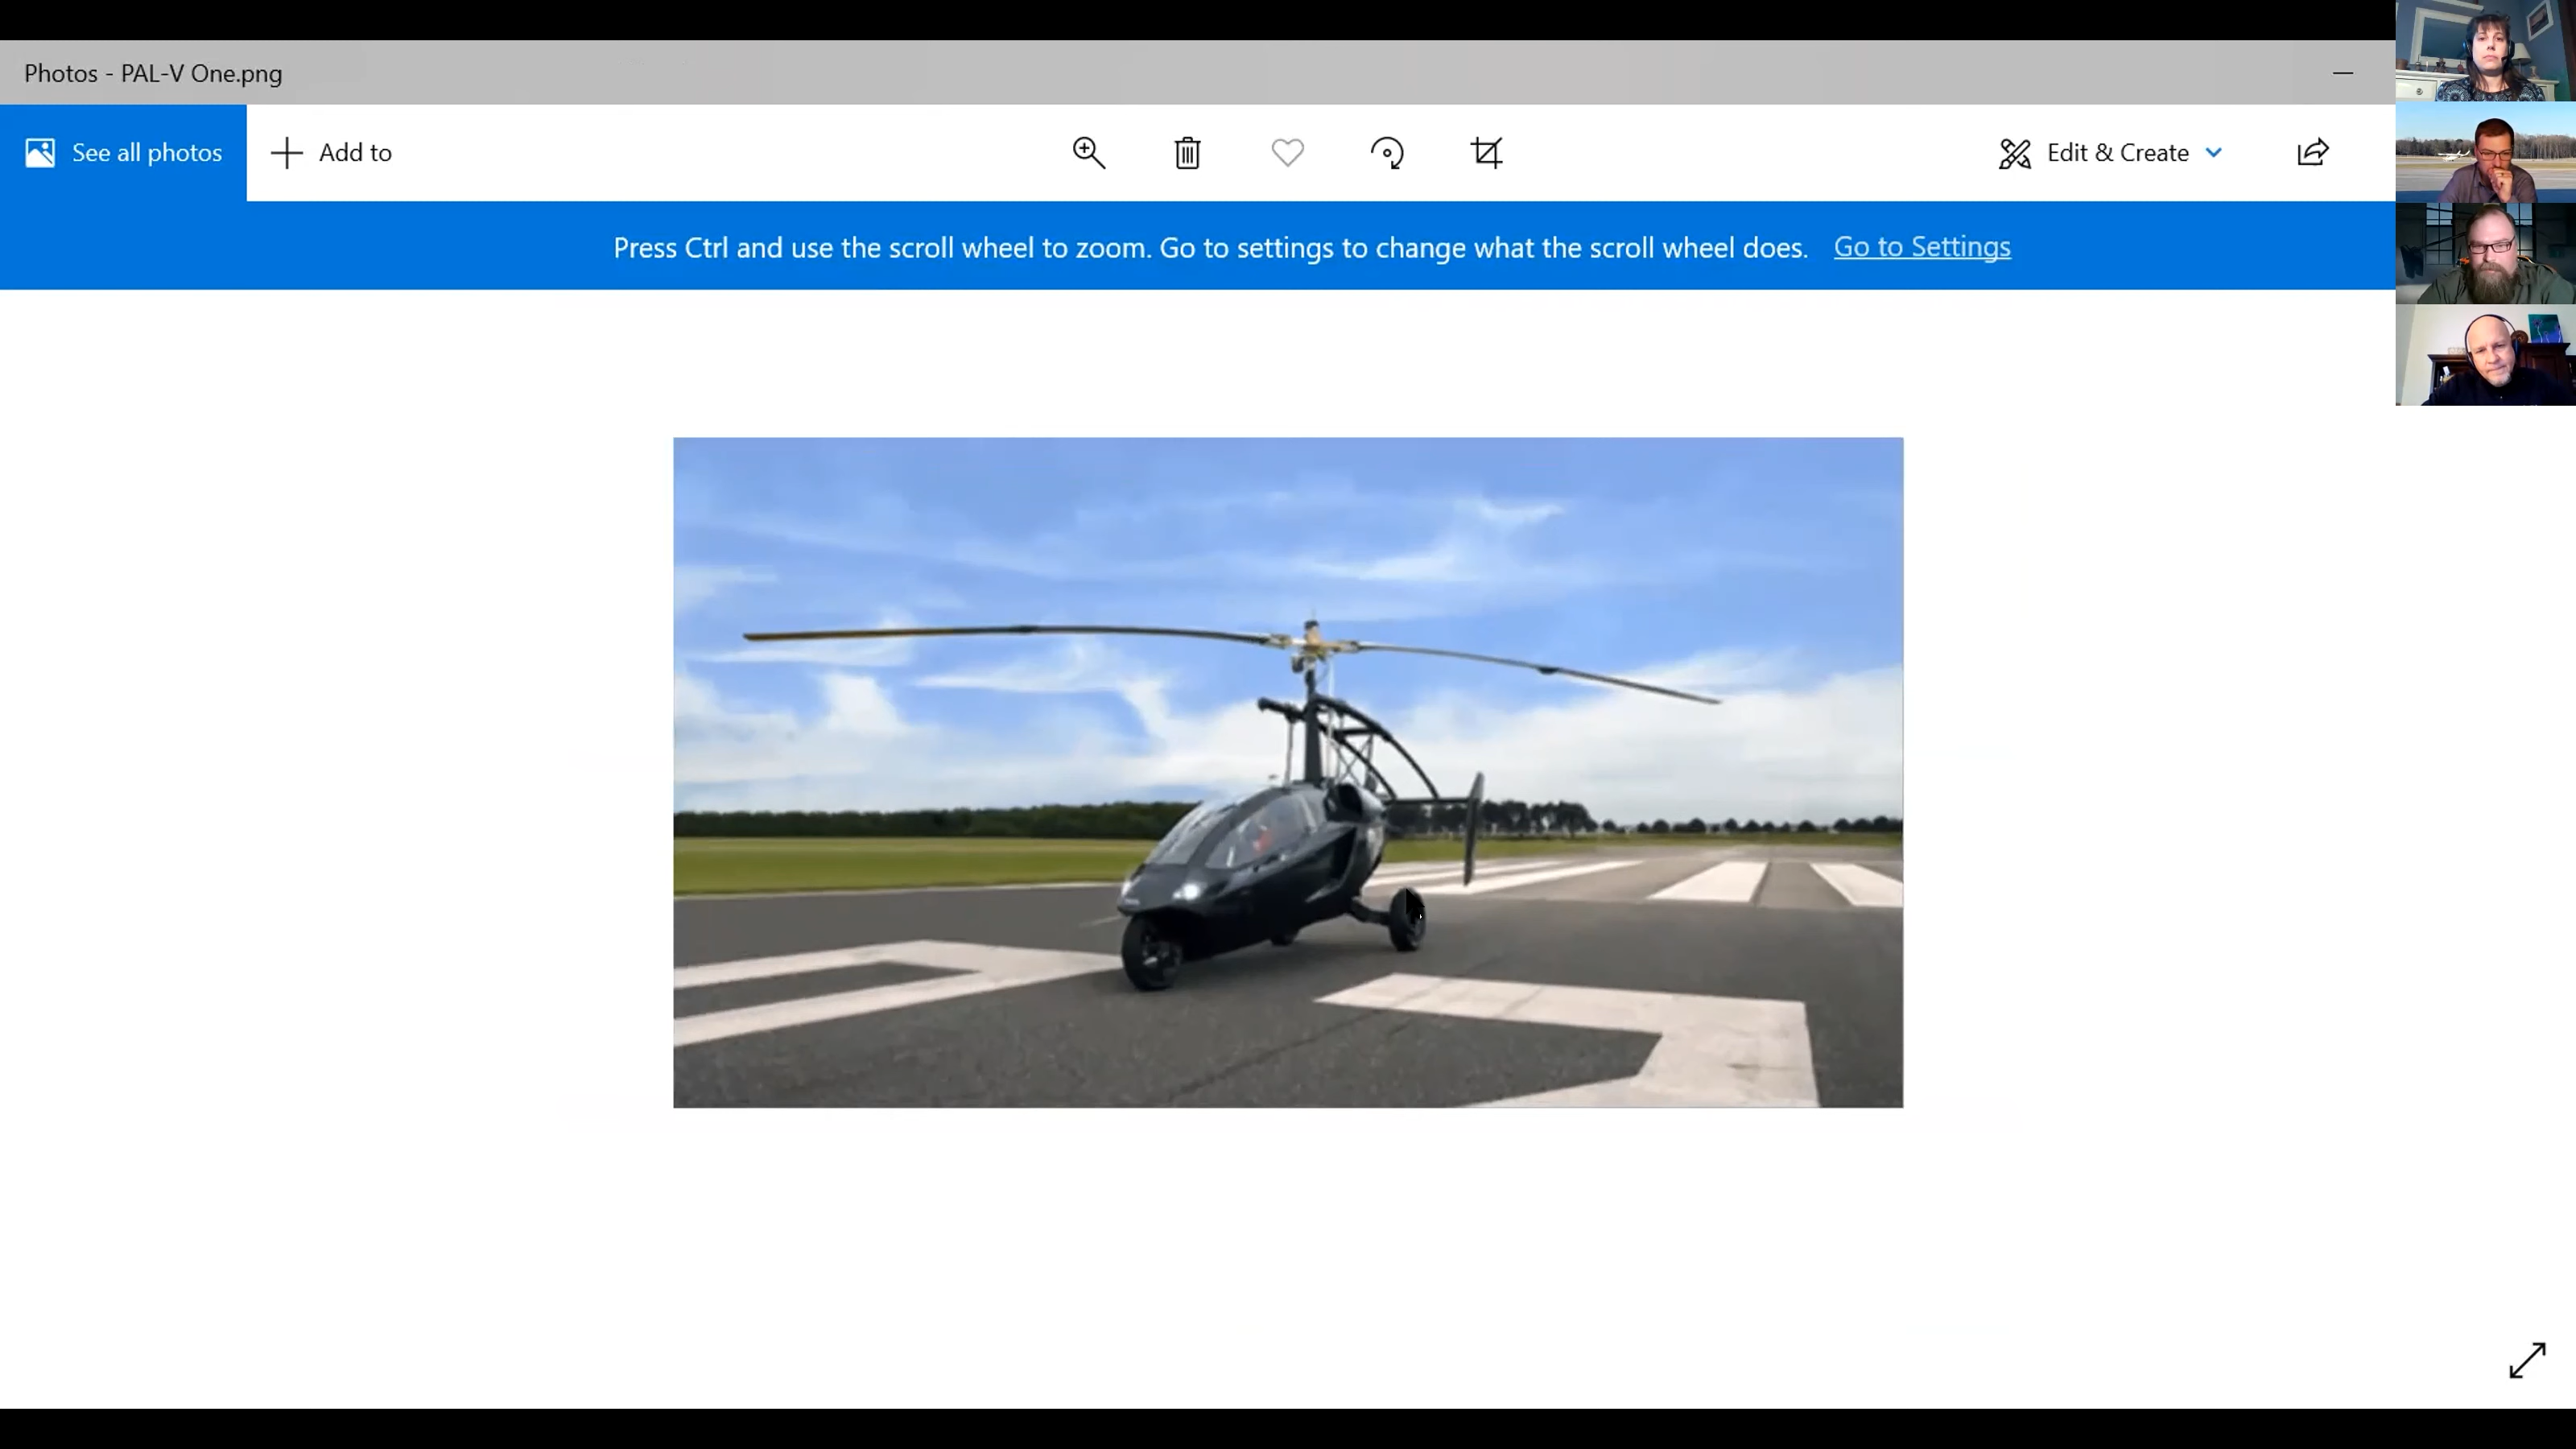 Photos - PAL-V One.png
See all photos
Add to
Edit & Create
Press Ctrl and use the scroll wheel to zoom. Go to settings to change what the scroll wheel does. Go to Settings